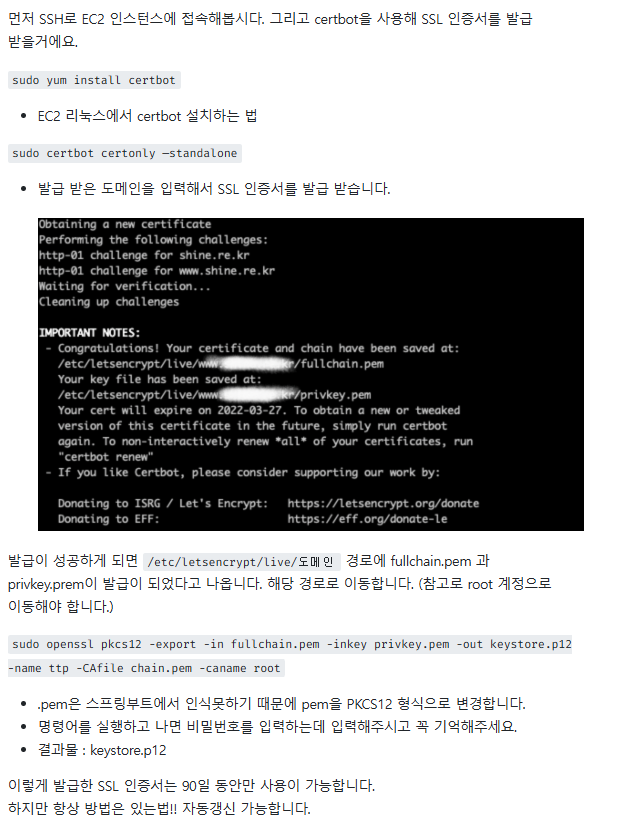 먼저 SSH로 EC2 인스턴스에 접속해봅시다. 그리고 certbot을 사용해 SSL 인증서를 발급
받을거에요.
sudo yum install certbot
• EC2 리눅스에서 certbot 설치하는 법
sudo certbot certonly —standalone
• 발급 받은 도메인을 입력해서 SSL 인증서를 발급 받습니다.
Obtaining a new certificate
Performing the following challenges:
http-01 challenge for shine.re.kr
http-01 challenge for www.shine.re.kr
Waiting for verification...
Cleaning up challenges
IMPORTANT NOTES:
- Congratulations! Your certificate and chain have been saved at:
/etc/letsencrypt/live/www kr/fullchain.pem
Your key file has been saved at:
/etc/letsencrypt/live/www kr/privkey.pem
Your cert will expire on 2022-03-27. To obtain a new or tweaked
version of this certificate in the future, simply run certbot
again. To non-interactively renew *all* of your certificates, run
"certbot renew"
- If you like Certbot, please consider supporting our work by:
Donating to ISRG / Let's Encrypt: https://letsencrypt.org/donate
Donating to EFF: https://eff.org/donate-le
발급이 성공하게 되면 /etc/letsencrypt/live/도메인 경로에 fullchain.pem 과
privkey.prem이 발급이 되었다고 나옵니다. 해당 경로로 이동합니다. (참고로 root 계정으로
이동해야 합니다.)
sudo openssl pkcs12 -export -in fullchain.pem -inkey privkey.pem -out keystore.p12
-name ttp -CAfile chain.pem -caname root
• .pem은 스프링부트에서 인식못하기 때문에 pem을 PKCS12 형식으로 변경합니다.
• 명령어를 실행하고 나면 비밀번호를 입력하는데 입력해주시고 꼭 기억해주세요.
• 결과물 : keystore.p12
이렇게 발급한 SSL 인증서는 90일 동안만 사용이 가능합니다.
하지만 항상 방법은 있는법!! 자동갱신 가능합니다.